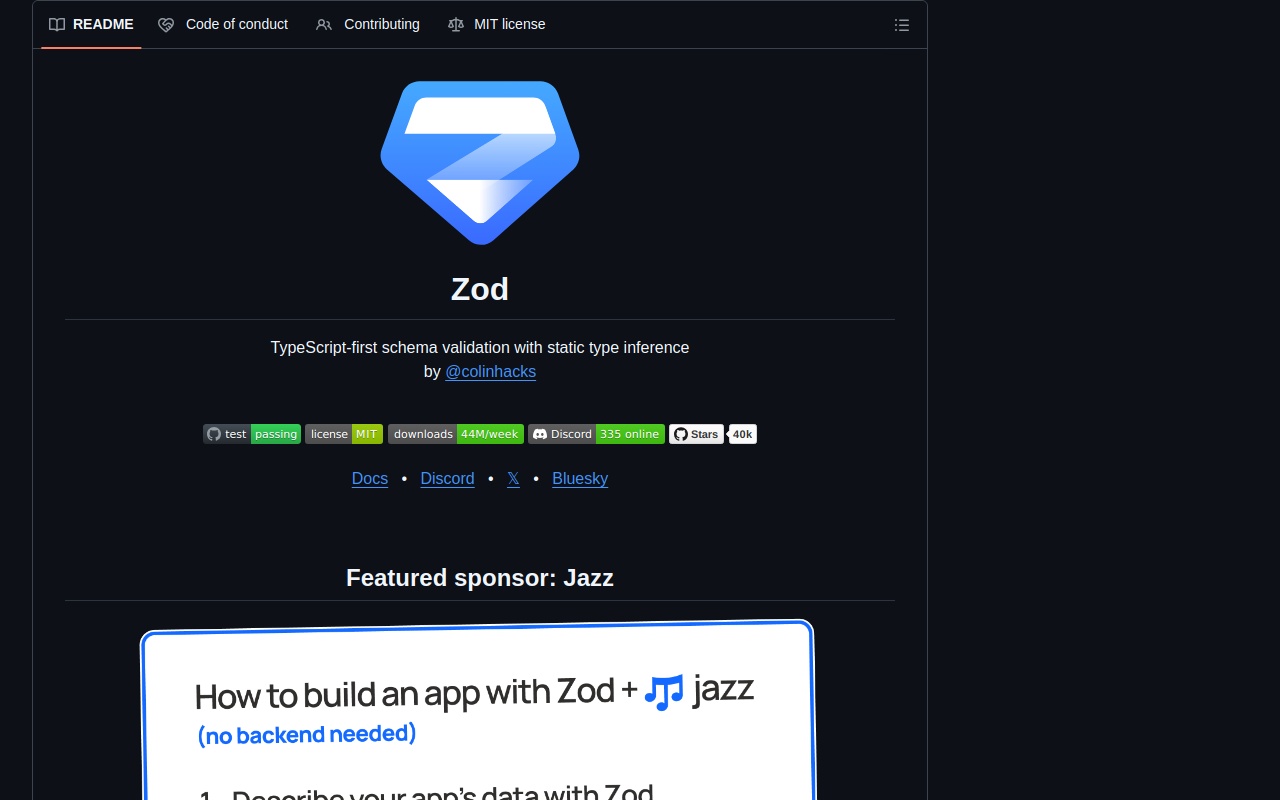 README Code of conduct Contributing MIT license
Zod
TypeScript-first schema validation with static type inference
by @colinhacks
test passing license MIT downloads 44M/week Discord 335 online Stars 40k
Docs • Discord • 𝕏 • Bluesky
Featured sponsor: Jazz
How to build an app with Zod + jazz
(no backend needed)
1. Describe your app's data with Zod